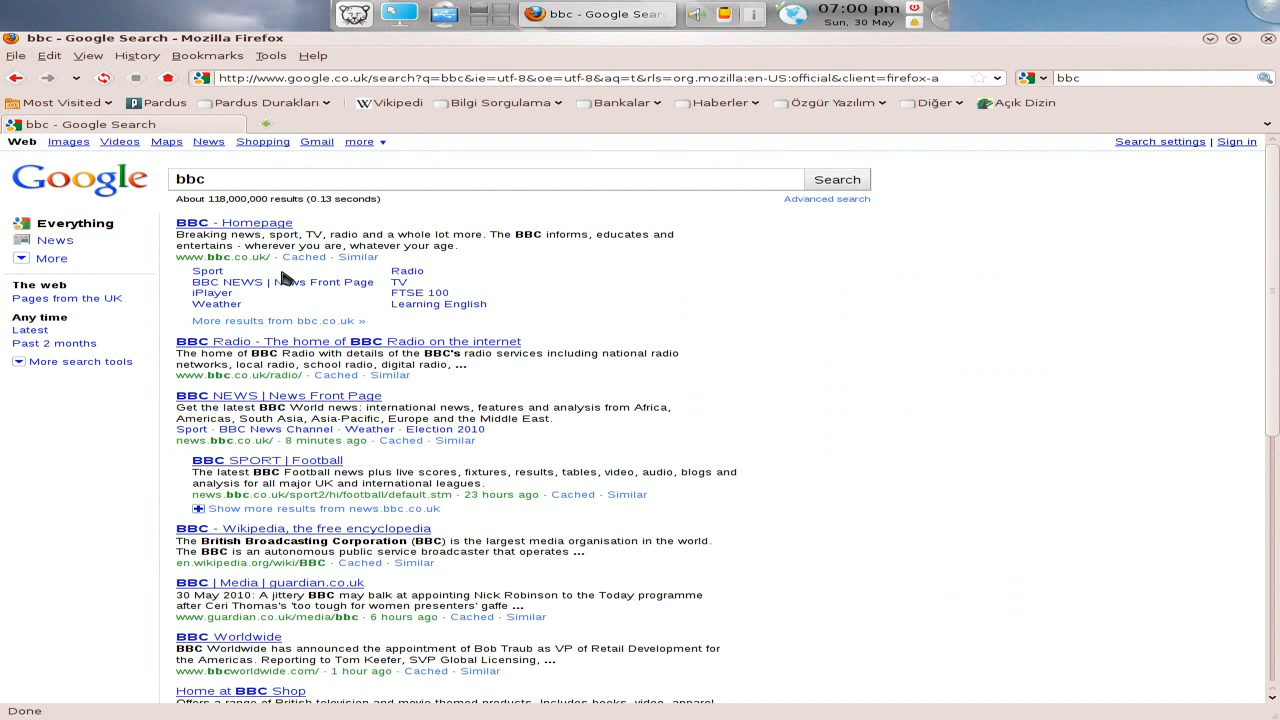 bbc - Google Sear
07:00 pm
Sun, 30 May
bbc - Google Search - Mozilla Firefox
File Edit View History Bookmarks Tools Help
http://www.google.co.uk/search?q=bbc&ie=utf-8&oe=utf-8&aq=t&rls=org.mozilla:en-US:official&client=firefox-a
bbc
Most Visited Pardus Pardus Durakları Vikipedi Bilgi Sorgulama Bankalar Haberler Özgür Yazılım Diğer Açık Dizin
bbc - Google Search
Web Images Videos Maps News Shopping Gmail more
Search settings | Sign in
Google
bbc
Search
About 118,000,000 results (0.13 seconds)
Advanced search
Everything
News
More
The web
Pages from the UK
Any time
Latest
Past 2 months
More search tools
BBC - Homepage
Breaking news, sport, TV, radio and a whole lot more. The BBC informs, educates and
entertains - wherever you are, whatever your age.
www.bbc.co.uk/ - Cached - Similar
Sport Radio
BBC NEWS | News Front Page TV
iPlayer FTSE 100
Weather Learning English
More results from bbc.co.uk »
BBC Radio - The home of BBC Radio on the internet
The home of BBC Radio with details of the BBC's radio services including national radio
networks, local radio, school radio, digital radio, ...
www.bbc.co.uk/radio/ - Cached - Similar
BBC NEWS | News Front Page
Get the latest BBC World news: international news, features and analysis from Africa,
Americas, South Asia, Asia-Pacific, Europe and the Middle East.
Sport - BBC News Channel - Weather - Election 2010
news.bbc.co.uk/ - 8 minutes ago - Cached - Similar
BBC SPORT | Football
The latest BBC Football news plus live scores, fixtures, results, tables, video, audio, blogs and
analysis for all major UK and international leagues.
news.bbc.co.uk/sport2/hi/football/default.stm - 23 hours ago - Cached - Similar
Show more results from news.bbc.co.uk
BBC - Wikipedia, the free encyclopedia
The British Broadcasting Corporation (BBC) is the largest media organisation in the world.
The BBC is an autonomous public service broadcaster that operates ...
en.wikipedia.org/wiki/BBC - Cached - Similar
BBC | Media | guardian.co.uk
30 May 2010: A jittery BBC may balk at appointing Nick Robinson to the Today programme
after Ceri Thomas's 'too tough for women presenters' gaffe ...
www.guardian.co.uk/media/bbc - 6 hours ago - Cached - Similar
BBC Worldwide
BBC Worldwide has announced the appointment of Bob Traub as VP of Retail Development for
the Americas. Reporting to Tom Keefer, SVP Global Licensing, ...
www.bbcworldwide.com/ - 1 hour ago - Cached - Similar
Home at BBC Shop
Offers a range of British television and movie themed products. Includes books, video, apparel,
Done